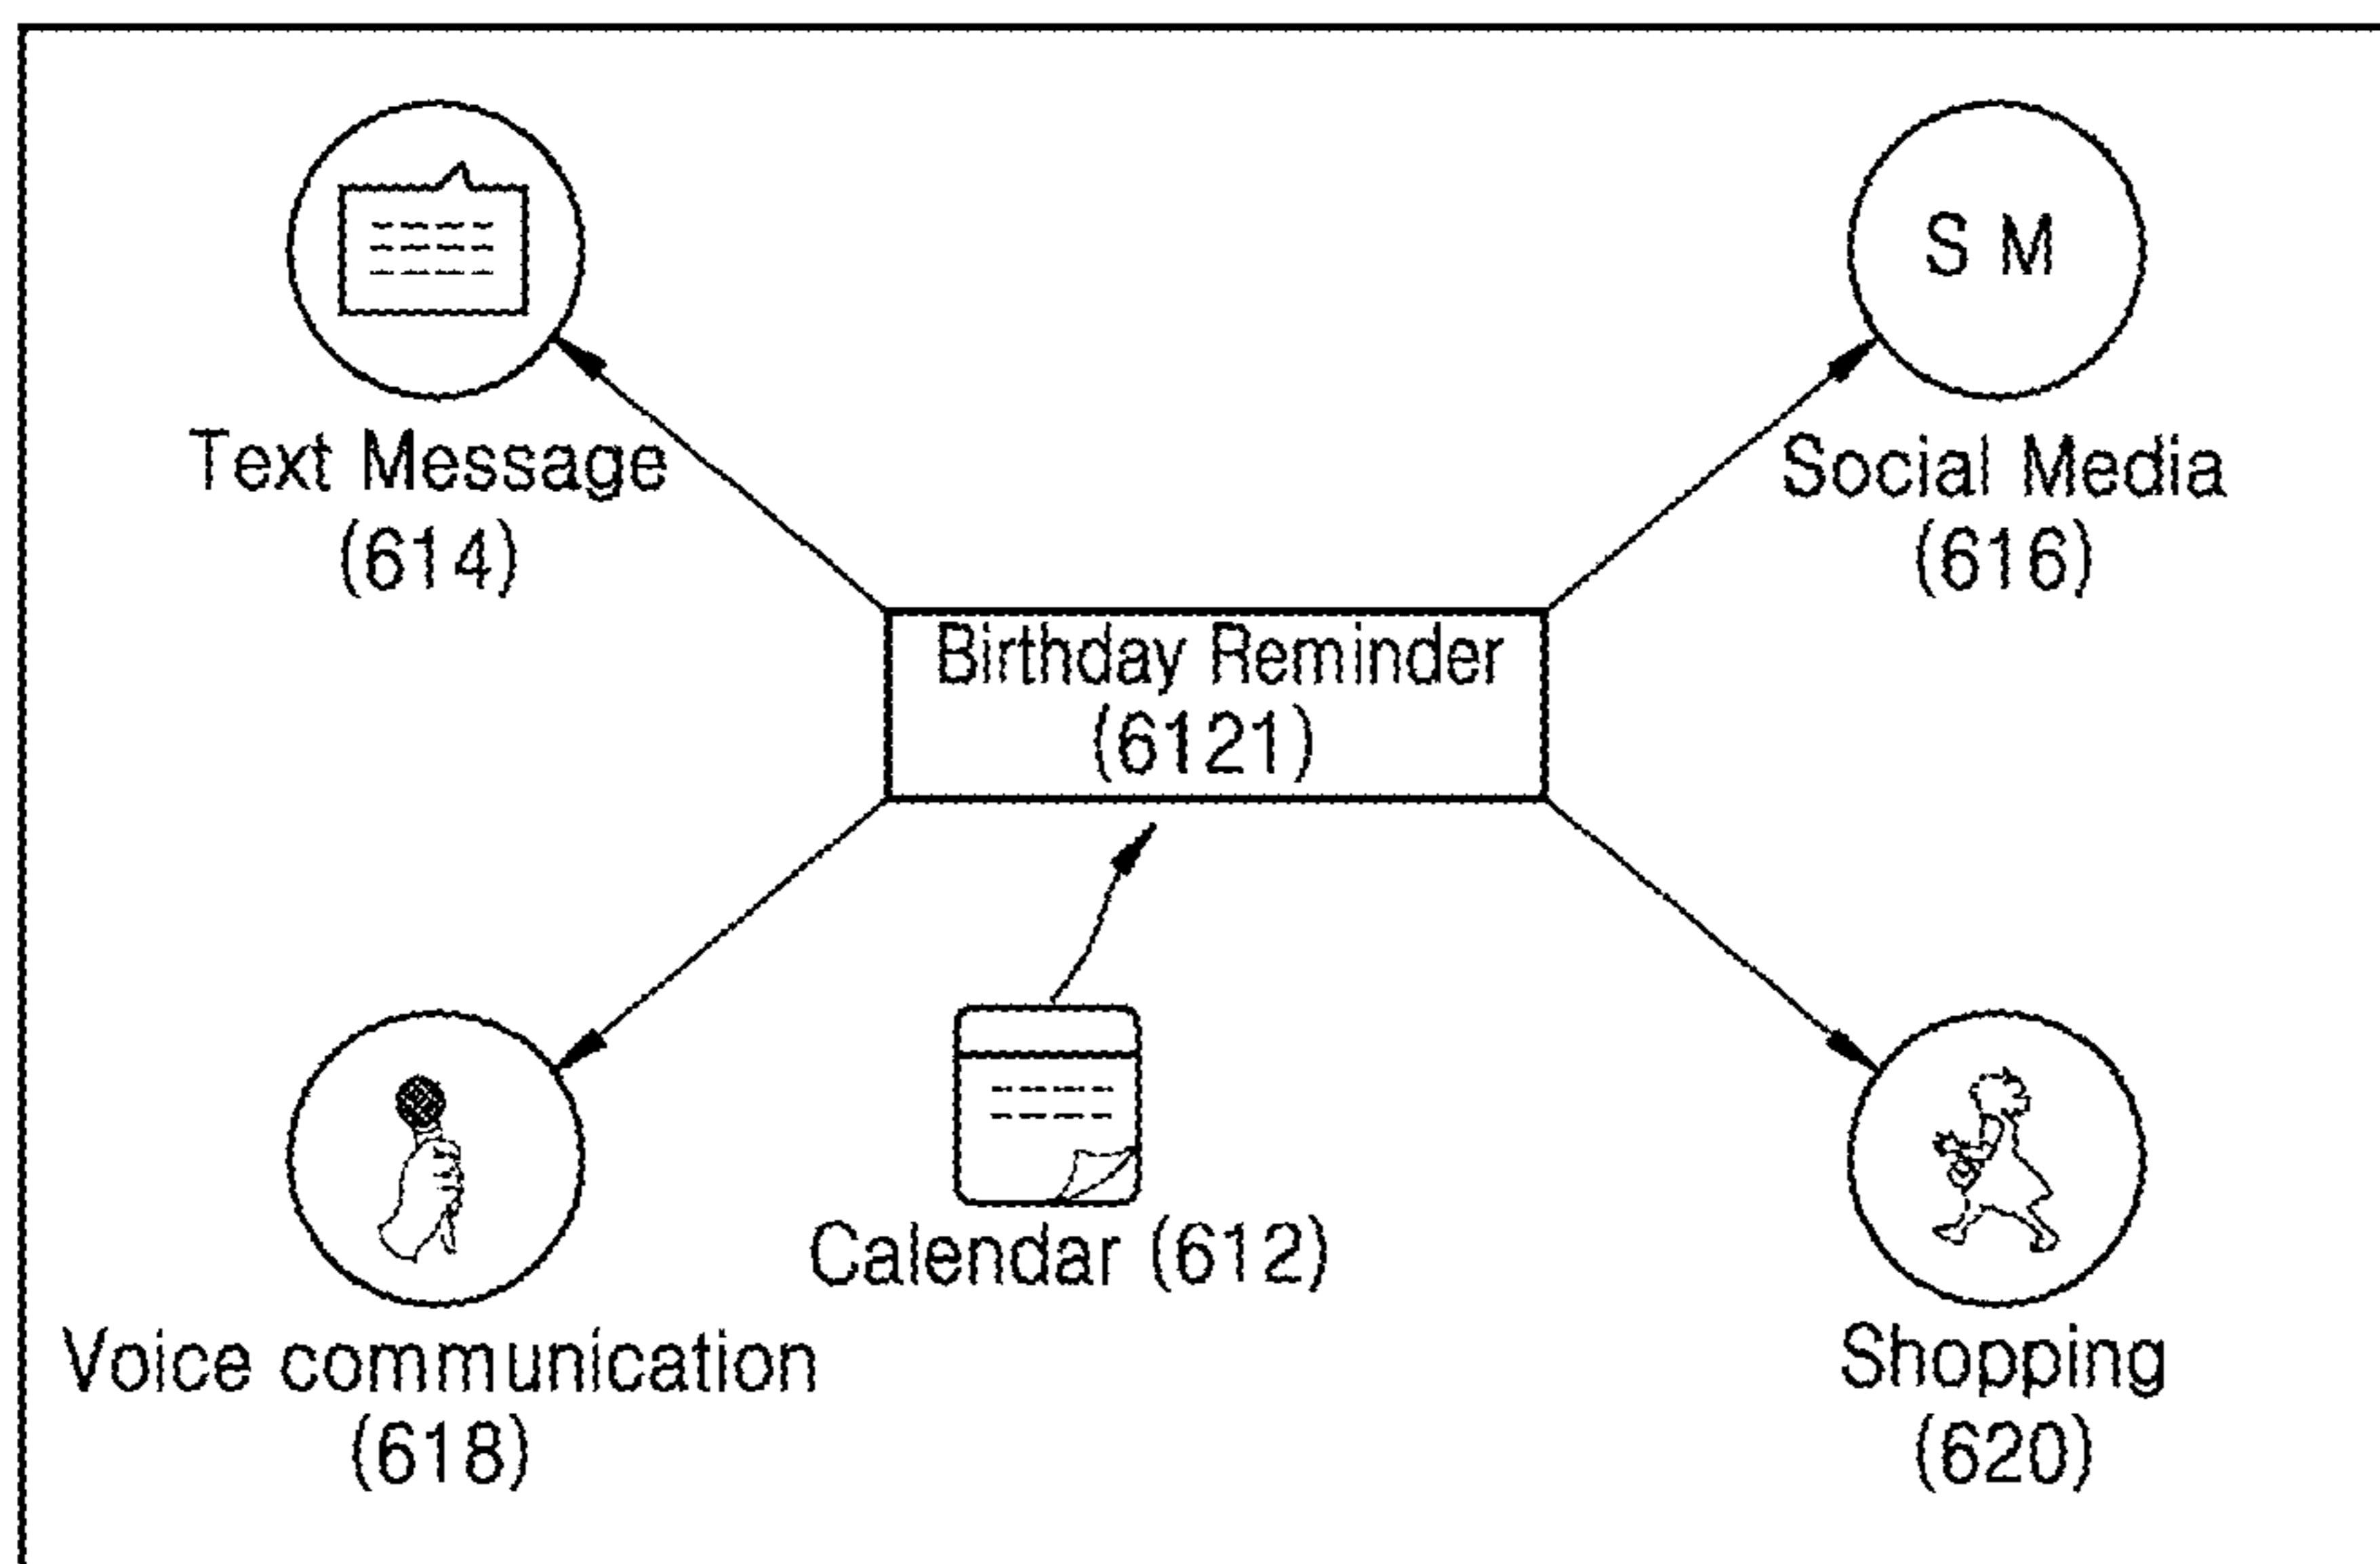 S M
Text Message
(614)
Social Media
(616)
Birthday Reminder
(6121)
Calendar (612)
Voice communication
(618)
Shopping
(620)